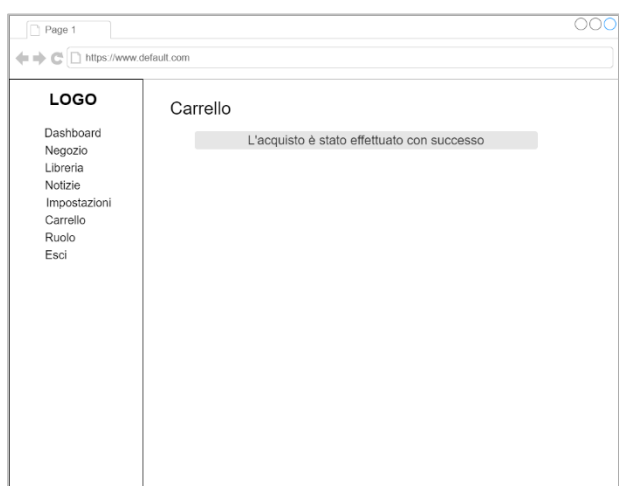 Page 1
https://www.default.com
LOGO
Dashboard
Negozio
Libreria
Notizie
Impostazioni
Carrello
Ruolo
Esci
Carrello
L'acquisto è stato effettuato con successo